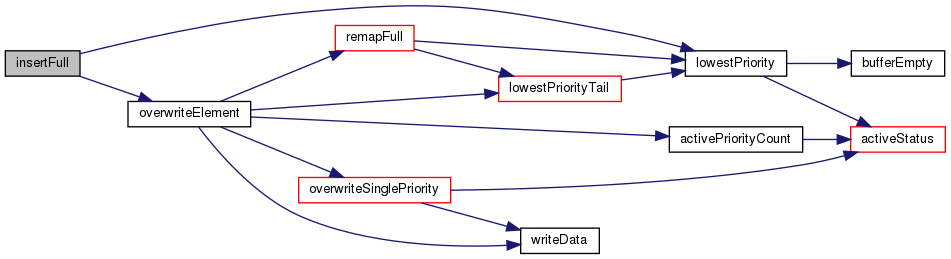 insertFull
overwriteElement
remapFull
lowestPriorityTail
overwriteSinglePriority
activePriorityCount
lowestPriority
bufferEmpty
activeStatus
writeData